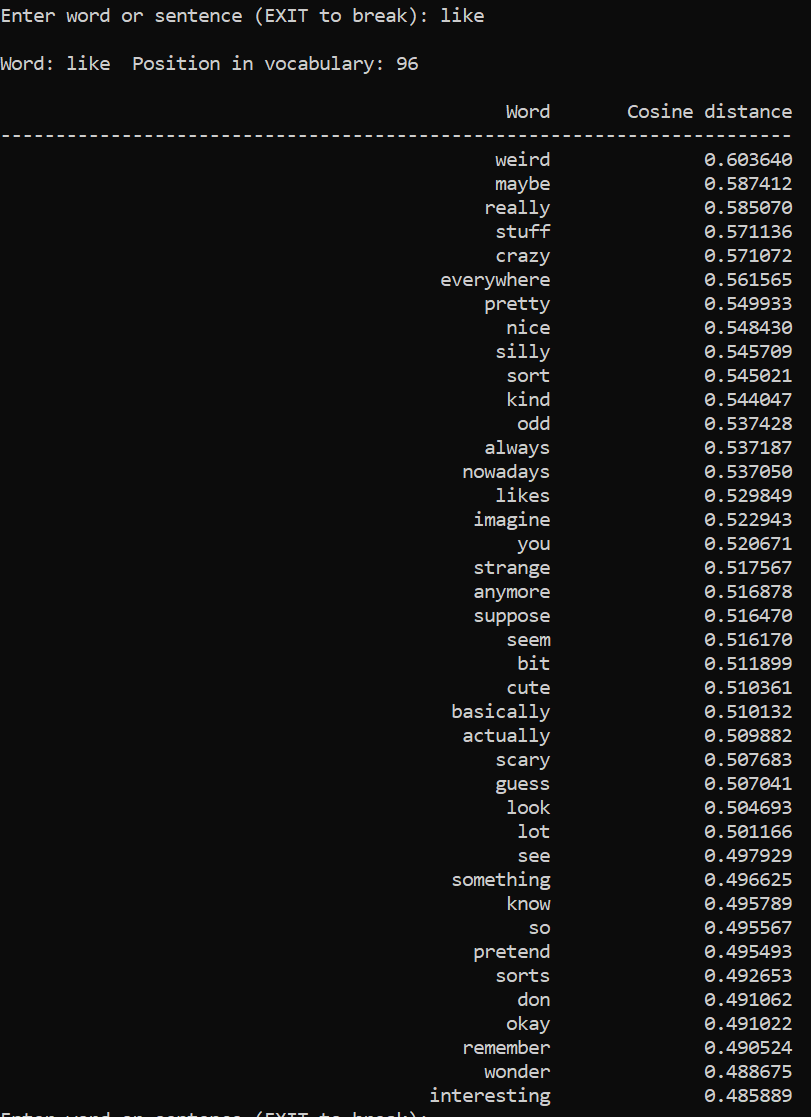 Enter word or sentence (EXIT to break): like
Word: like  Position in vocabulary: 96
Word       Cosine distance
------------------------------------------------------------------------
weird              0.603640
maybe              0.587412
really              0.585070
stuff              0.571136
crazy              0.571072
everywhere              0.561565
pretty              0.549933
nice              0.548430
silly              0.545709
sort              0.545021
kind              0.544047
odd              0.537428
always              0.537187
nowadays              0.537050
likes              0.529849
imagine              0.522943
you              0.520671
strange              0.517567
anymore              0.516878
suppose              0.516470
seem              0.516170
bit              0.511899
cute              0.510361
basically              0.510132
actually              0.509882
scary              0.507683
guess              0.507041
look              0.504693
lot              0.501166
see              0.497929
something              0.496625
know              0.495789
so              0.495567
pretend              0.495493
sorts              0.492653
don              0.491062
okay              0.491022
remember              0.490524
wonder              0.488675
interesting              0.485889
Enter word or sentence (EXIT to break):